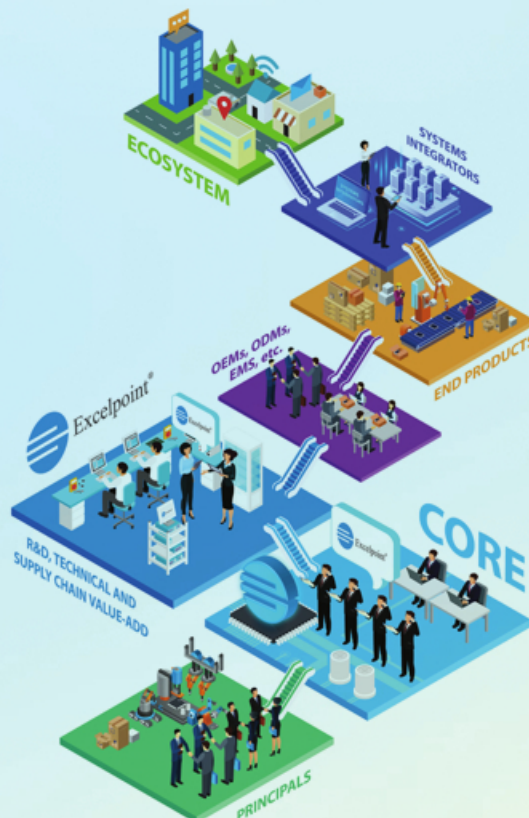 ECOSYSTEM
SYSTEMS
INTEGRATORS
END PRODUCTS
OEMs, ODMs,
EMS, etc.
Excelpoint®
R&D, TECHNICAL AND
SUPPLY CHAIN VALUE-ADD
Excelpoint
CORE
Excelpoint
PRINCIPALS